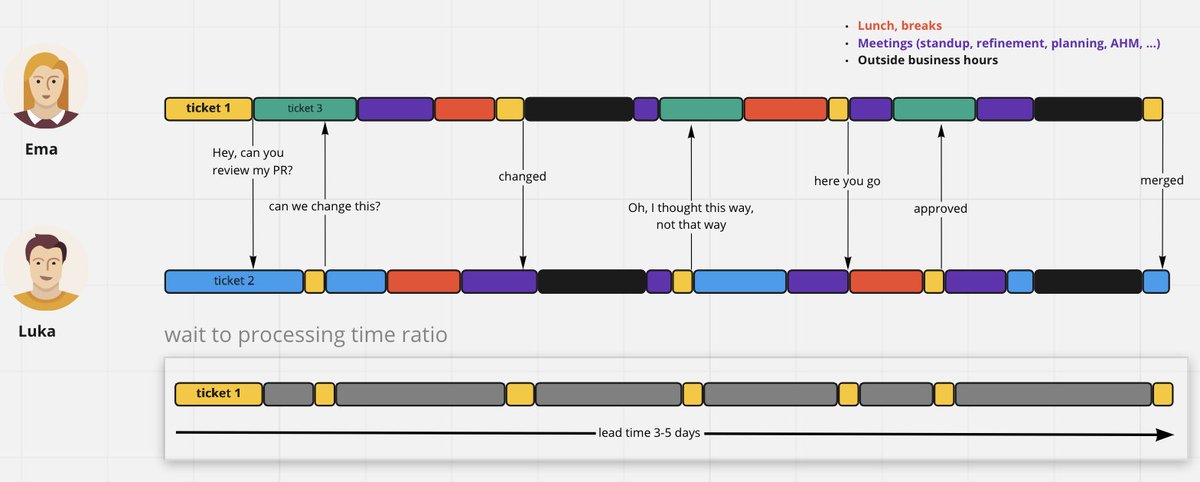 Lunch, breaks
Meetings (standup, refinement, planning, AHM, ...)
Outside business hours
ticket 1
ticket 3
Ema
Hey, can you
review my PR?
can we change this?
changed
Oh, I thought this way,
not that way
here you go
approved
merged
ticket 2
Luka
wait to processing time ratio
ticket 1
lead time 3-5 days